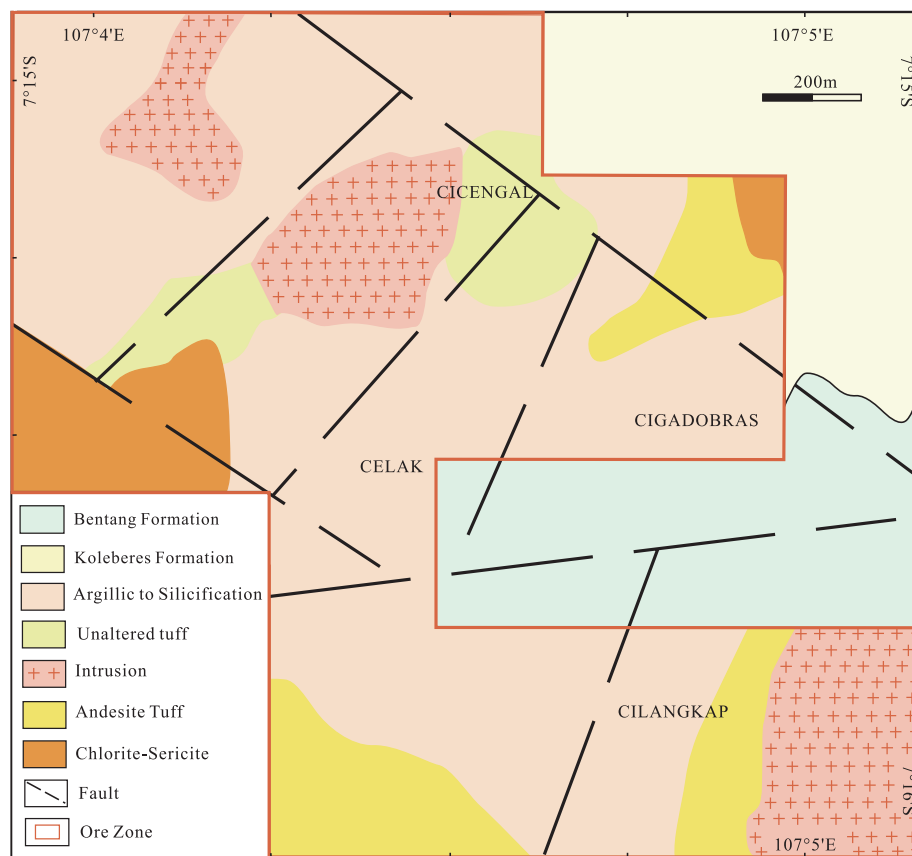 107°4'E
107°5'E
7°15'S
7°15'S
200m
CICENGAL
CIGADOBRAS
CELAK
Bentang Formation
Koleberes Formation
Argillic to Silicification
Unaltered tuff
Intrusion
Andesite Tuff
Chlorite-Sericite
Fault
Ore Zone
CILANGKAP
7°16'S
107°5'E